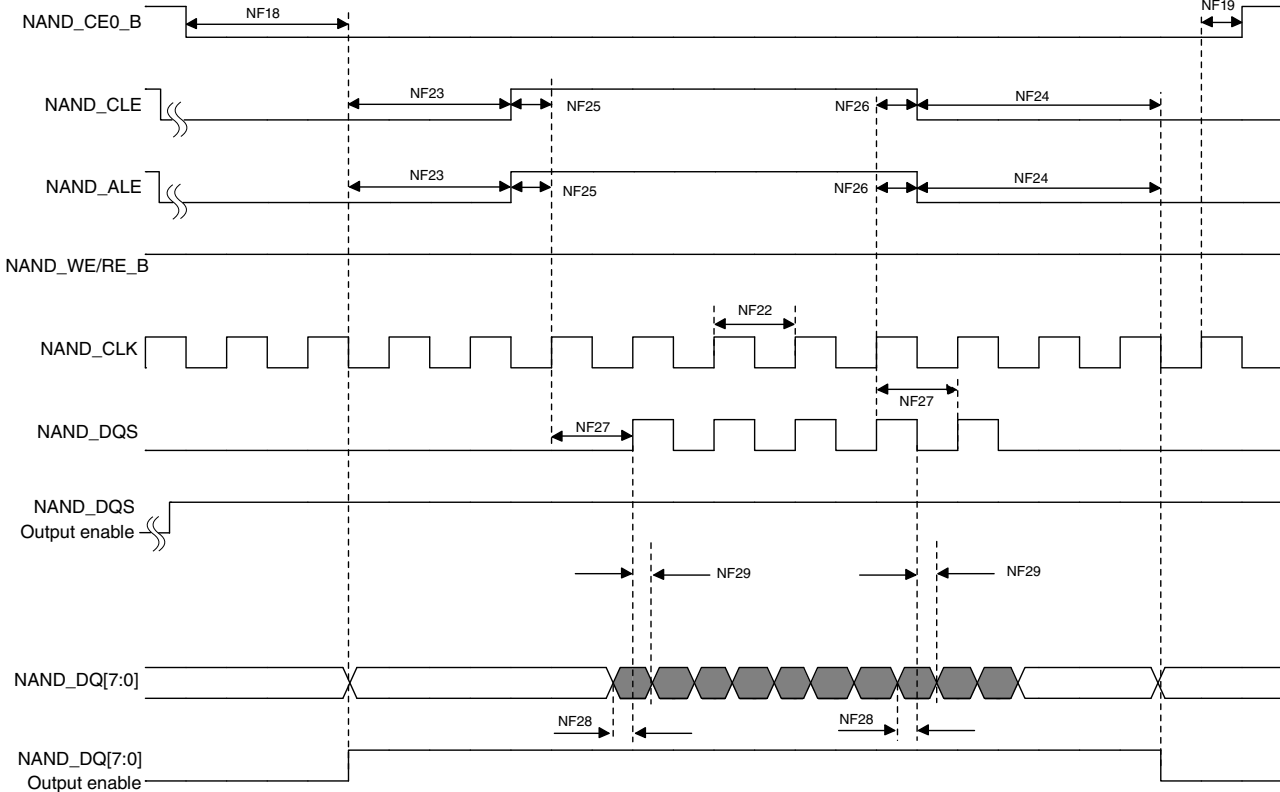 NF18
NF19
NAND_CE0_B
NAND_CLE
NF23
NF25
NF26
NF24
NAND_ALE
NF23
NF25
NF26
NF24
NAND_WE/RE_B
NF22
NAND_CLK
NF27
NAND_DQS
NF27
NAND_DQS
Output enable
NF29
NF29
NAND_DQ[7:0]
NF28
NF28
NAND_DQ[7:0]
Output enable